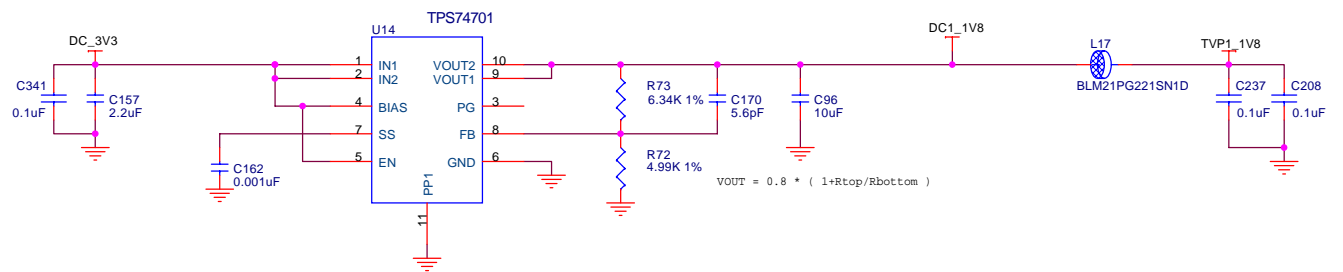 TPS74701
U14
DC_3V3
C341
0.1uF
C157
2.2uF
C162
0.001uF
1
2
4
7
5
IN1
IN2
BIAS
SS
EN
VOUT2
VOUT1
PG
FB
GND
PP1
10
9
3
8
6
11
R73
6.34K 1%
R72
4.99K 1%
C170
5.6pF
C96
10uF
VOUT = 0.8 * ( 1+Rtop/Rbottom )
DC1_1V8
L17
BLM21PG221SN1D
TVP1_1V8
C237
0.1uF
C208
0.1uF